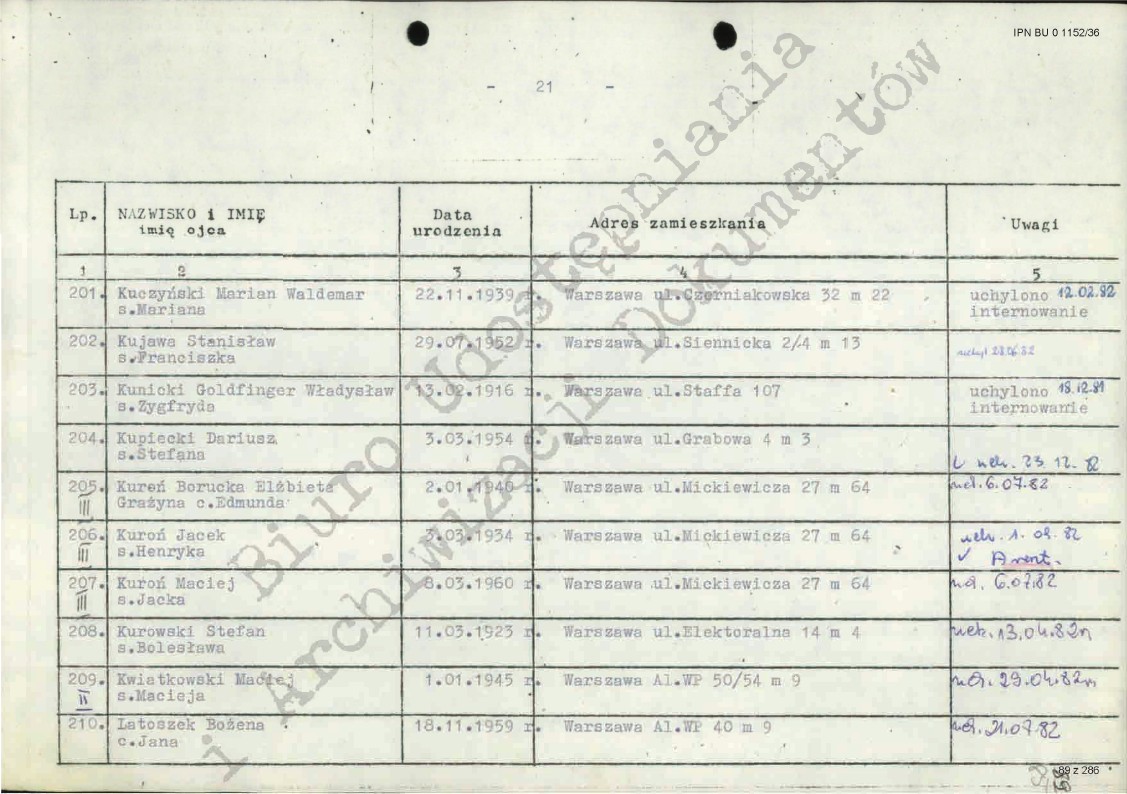 IPN BU 0 1152/36
- 21 -
Biuro Udostępniania
i Archiwizacji Dokumentów
Lp. NAZWISKO i IMIĘ imię ojca Data urodzenia Adres zamieszkania Uwagi
1 2 3 4 5
201. Kuczyński Marian Waldemar 22.11.1939 r. Warszawa ul.Czerniakowska 32 m 22 uchylono 12.02.82
s.Mariana internowanie
202. Kujawa Stanisław 29.07.1952 r. Warszawa ul.Siennicka 2/4 m 13
s.Franciszka uchyl
203. Kunicki Goldfinger Władysław 13.02.1916 r. Warszawa ul.Staffa 107 uchylono 18.12.81
s.Zygfryda internowanie
204. Kupiecki Dariusz 3.03.1954 r. Warszawa ul.Grabowa 4 m 3
s.Stefana uch. 23.12.82
205. Kuroń Borucka Elżbieta 2.01.1940 r. Warszawa ul.Mickiewicza 27 m 64 uch. 6.07.82
III Grażyna c.Edmunda
206. Kuroń Jacek 3.03.1934 r. Warszawa ul.Mickiewicza 27 m 64 uch. 1.09.82
III s.Henryka Areszt.
207. Kuroń Maciej 8.03.1960 r. Warszawa ul.Mickiewicza 27 m 64 uch. 6.07.82
III s.Jacka
208. Kurowski Stefan 11.03.1923 r. Warszawa ul.Elektoralna 14 m 4 uch. 13.04.82r
s.Bolesława
209. Kwiatkowski Maciej 1.01.1945 r. Warszawa Al.WP 50/54 m 9 uch. 29.04.82r
II s.Macieja
210. Latoszek Bożena 18.11.1959 r. Warszawa Al.WP 40 m 9 uch. 21.07.82
c.Jana
89 z 286